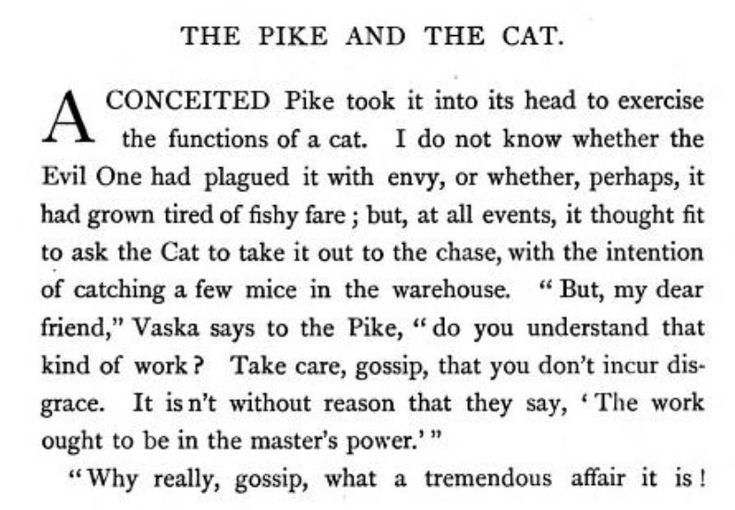 THE PIKE AND THE CAT.
A CONCEITED Pike took it into its head to exercise
the functions of a cat. I do not know whether the
Evil One had plagued it with envy, or whether, perhaps, it
had grown tired of fishy fare; but, at all events, it thought fit
to ask the Cat to take it out to the chase, with the intention
of catching a few mice in the warehouse. "But, my dear
friend," Vaska says to the Pike, "do you understand that
kind of work? Take care, gossip, that you don't incur dis-
grace. It isn't without reason that they say, 'The work
ought to be in the master's power.'"
"Why really, gossip, what a tremendous affair it is!